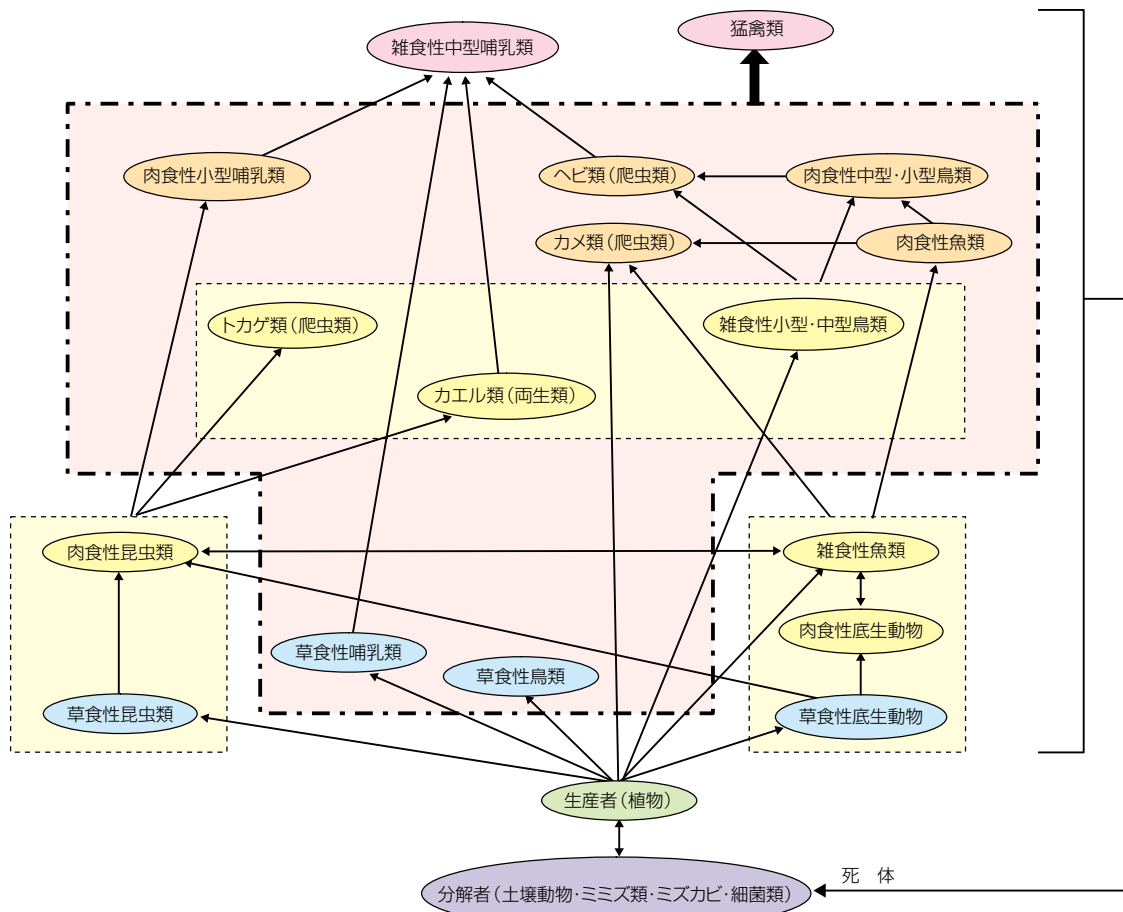 猛禽類
雑食性中型哺乳類
肉食性小型哺乳類
ヘビ類(爬虫類)
肉食性中型・小型鳥類
カメ類(爬虫類)
肉食性魚類
トカゲ類(爬虫類)
雑食性小型・中型鳥類
カエル類(両生類)
肉食性昆虫類
雑食性魚類
肉食性底生動物
草食性哺乳類
草食性鳥類
草食性昆虫類
草食性底生動物
生産者(植物)
死 体
分解者(土壌動物・ミミズ類・ミズカビ・細菌類)